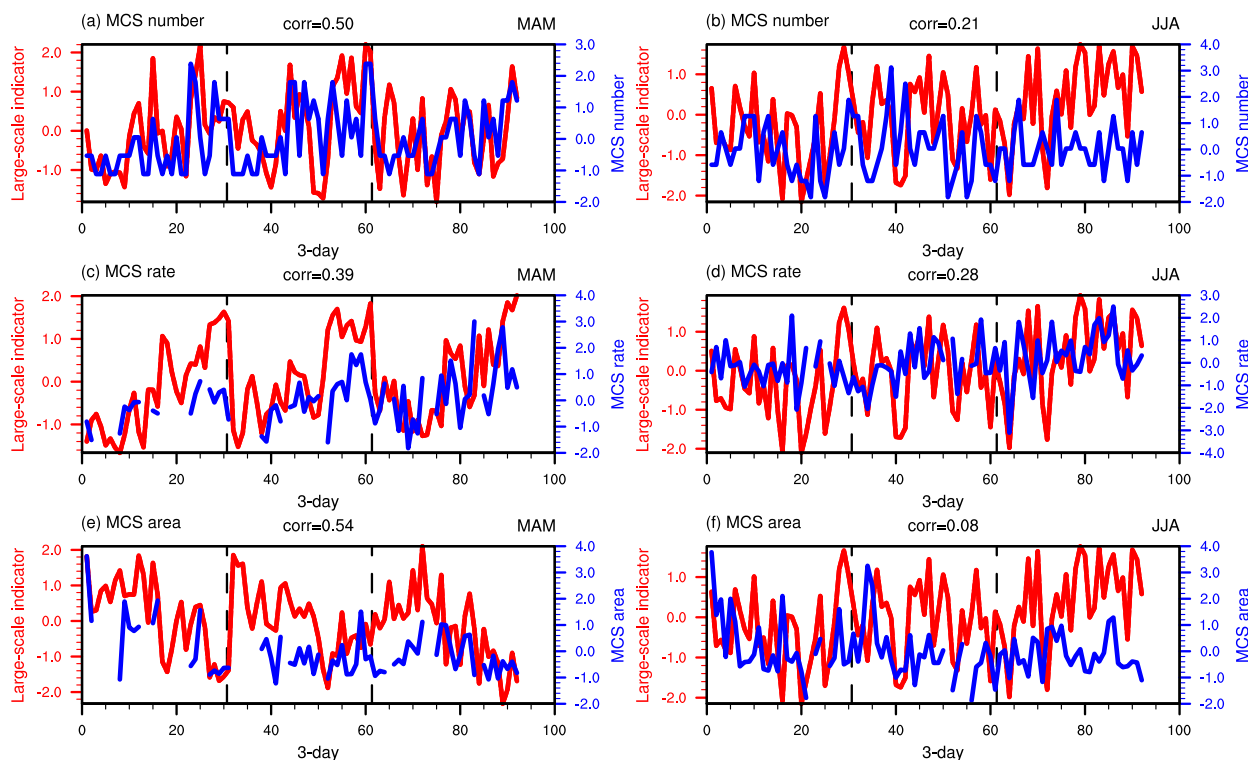 (a) MCS number corr=0.50 MAM
Large-scale indicator
2.0
1.0
0.0
-1.0
3.0
2.0
1.0
0.0
-1.0
-2.0
MCS number
0 20 40 60 80 100
3-day
(b) MCS number corr=0.21 JJA
Large-scale indicator
1.0
0.0
-1.0
-2.0
4.0
3.0
2.0
1.0
0.0
-1.0
-2.0
MCS number
0 20 40 60 80 100
3-day
(c) MCS rate corr=0.39 MAM
Large-scale indicator
2.0
1.0
0.0
-1.0
4.0
3.0
2.0
1.0
0.0
-1.0
-2.0
MCS rate
0 20 40 60 80 100
3-day
(d) MCS rate corr=0.28 JJA
Large-scale indicator
1.0
0.0
-1.0
-2.0
3.0
2.0
1.0
0.0
-1.0
-2.0
-3.0
-4.0
MCS rate
0 20 40 60 80 100
3-day
(e) MCS area corr=0.54 MAM
Large-scale indicator
2.0
1.0
0.0
-1.0
-2.0
4.0
3.0
2.0
1.0
0.0
-1.0
-2.0
MCS area
0 20 40 60 80 100
3-day
(f) MCS area corr=0.08 JJA
Large-scale indicator
1.0
0.0
-1.0
-2.0
4.0
3.0
2.0
1.0
0.0
-1.0
-2.0
MCS area
0 20 40 60 80 100
3-day